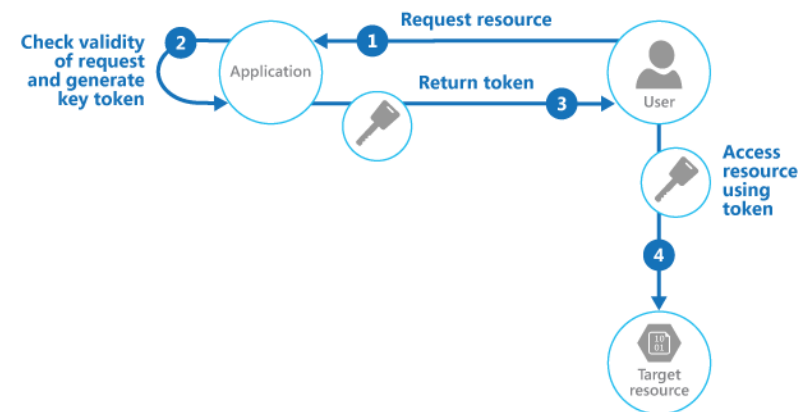 Request resource
1
2
Check validity
of request
and generate
key token
Application
User
Return token
3
Access
resource
using
token
4
10
01
Target
resource